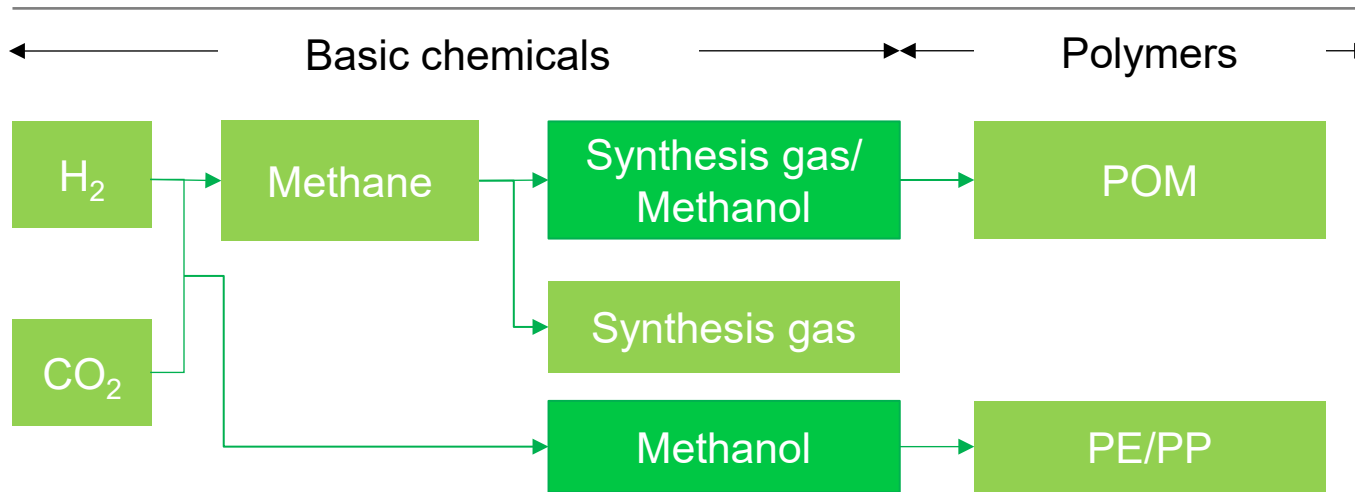 Basic chemicals
Polymers
H₂
Methane
Synthesis gas/
Methanol
POM
Synthesis gas
CO₂
Methanol
PE/PP